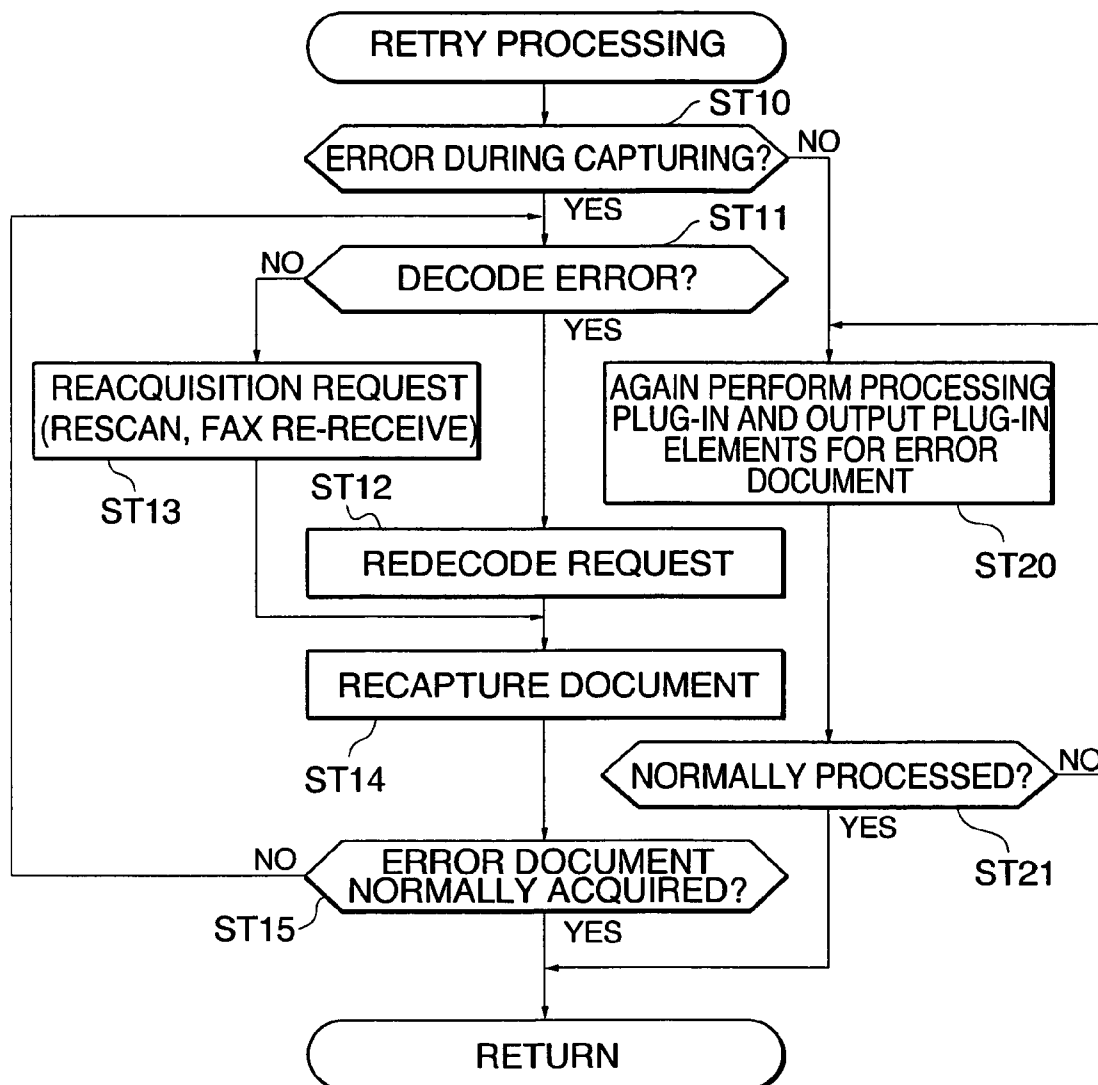 RETRY PROCESSING
ST10
ERROR DURING CAPTURING?
NO
YES
ST11
NO
DECODE ERROR?
YES
REACQUISITION REQUEST
(RESCAN, FAX RE-RECEIVE)
ST13
AGAIN PERFORM PROCESSING
PLUG-IN AND OUTPUT PLUG-IN
ELEMENTS FOR ERROR
DOCUMENT
ST20
ST12
REDECODE REQUEST
RECAPTURE DOCUMENT
ST14
NORMALLY PROCESSED?
NO
YES
ST21
NO
ERROR DOCUMENT
NORMALLY ACQUIRED?
ST15
YES
RETURN